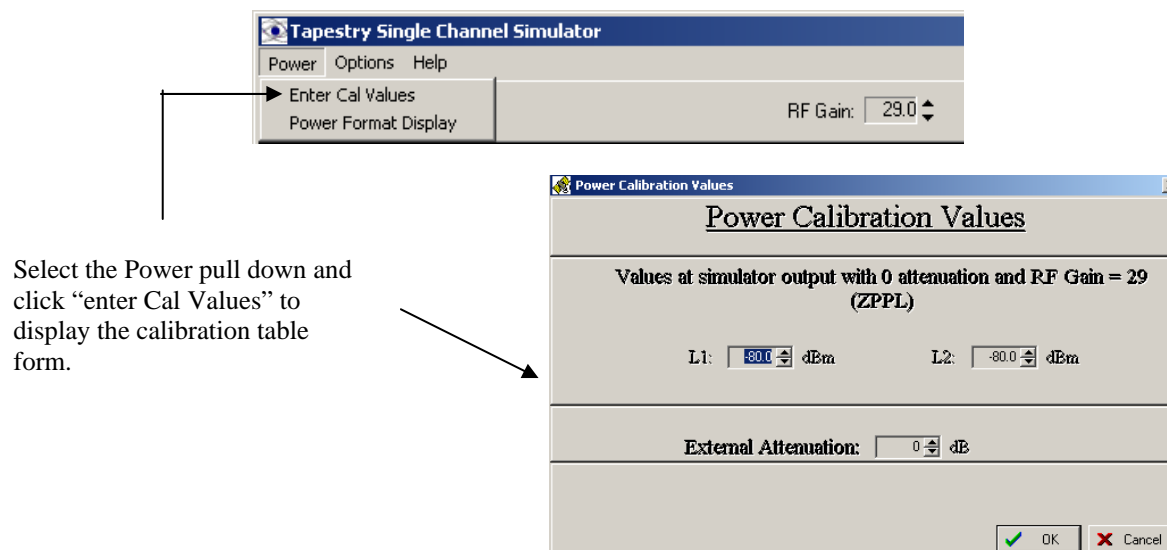 Tapestry Single Channel Simulator
Power Options Help
Enter Cal Values
Power Format Display
RF Gain: 29.0
Select the Power pull down and
click “enter Cal Values” to
display the calibration table
form.
Power Calibration Values
Power Calibration Values
Values at simulator output with 0 attenuation and RF Gain = 29
(ZPPL)
L1: -80.0 dBm L2: -80.0 dBm
External Attenuation: 0 dB
OK Cancel